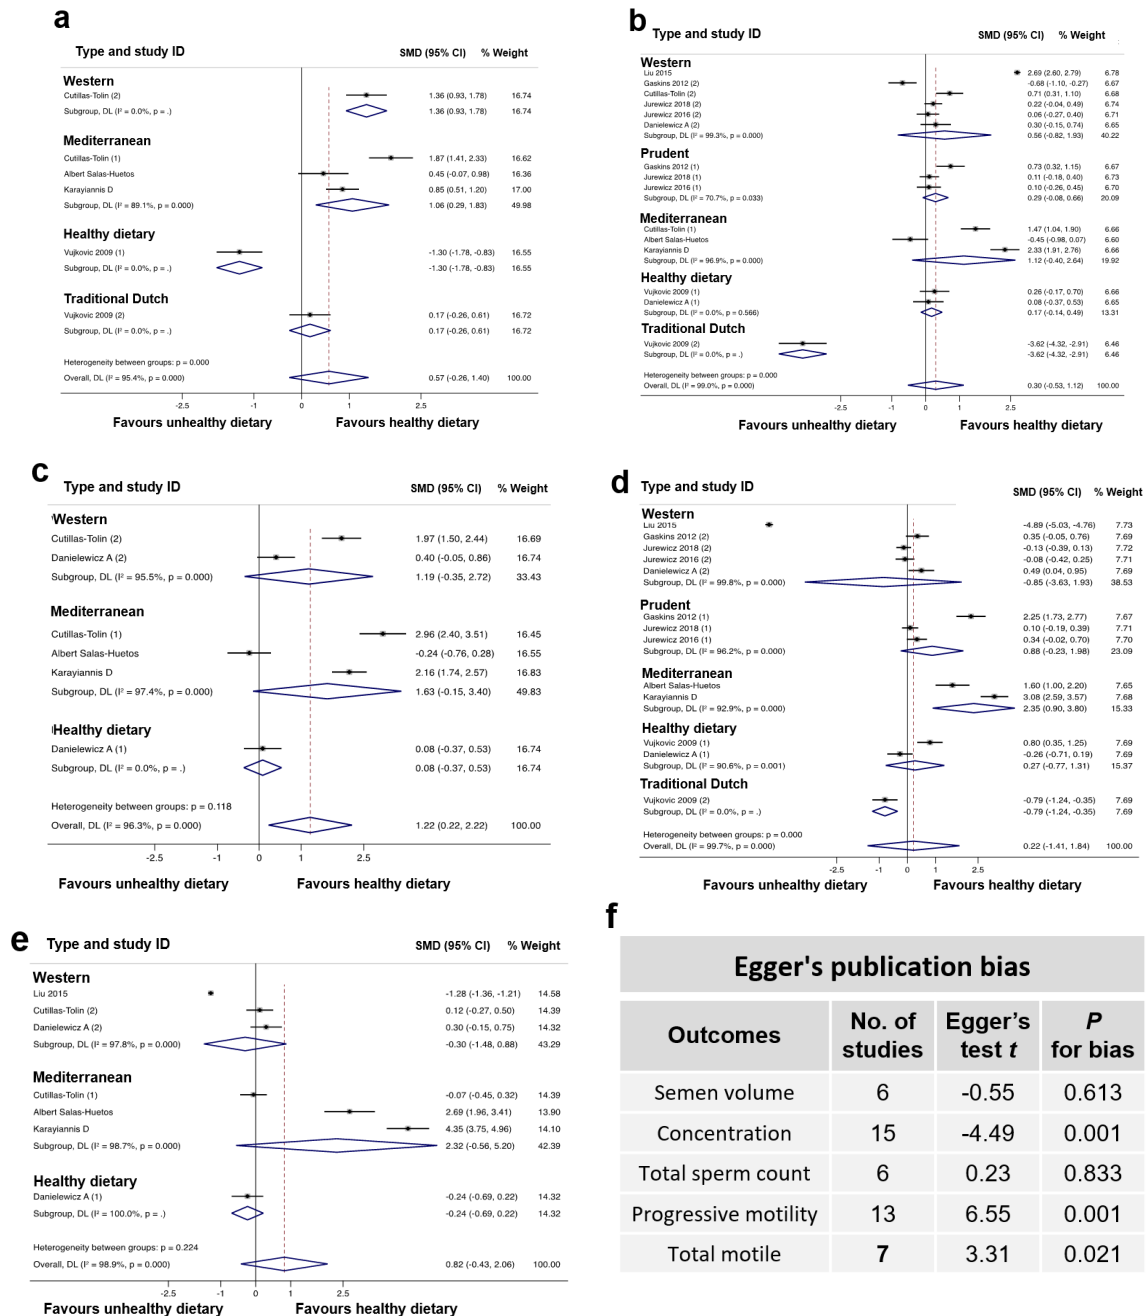 a
Type and study ID SMD (95% CI) % Weight
Western
Cutillas-Tolin (2) 1.36 (0.93, 1.78) 16.74
Subgroup, DL (I² = 0.0%, p = .) 1.36 (0.93, 1.78) 16.74
Mediterranean
Cutillas-Tolin (1) 1.87 (1.41, 2.33) 16.62
Albert Salas-Huetos 0.45 (-0.07, 0.98) 16.36
Karayiannis D 0.85 (0.51, 1.20) 17.00
Subgroup, DL (I² = 89.1%, p = 0.000) 1.06 (0.29, 1.83) 49.98
Healthy dietary
Vujkovic 2009 (1) -1.30 (-1.78, -0.83) 16.55
Subgroup, DL (I² = 0.0%, p = .) -1.30 (-1.78, -0.83) 16.55
Traditional Dutch
Vujkovic 2009 (2) 0.17 (-0.26, 0.61) 16.72
Subgroup, DL (I² = 0.0%, p = .) 0.17 (-0.26, 0.61) 16.72
Heterogeneity between groups: p = 0.000
Overall, DL (I² = 95.4%, p = 0.000) 0.57 (-0.26, 1.40) 100.00
-2.5 -1 0 1 2.5
Favours unhealthy dietary Favours healthy dietary
b
Type and study ID SMD (95% CI) % Weight
Western
Liu 2015 2.69 (2.60, 2.79) 6.78
Gaskins 2012 (2) -0.68 (-1.10, -0.27) 6.67
Cutillas-Tolin (2) 0.71 (0.31, 1.10) 6.68
Jurewicz 2018 (2) 0.22 (-0.04, 0.49) 6.74
Jurewicz 2016 (2) 0.06 (-0.27, 0.40) 6.71
Danielewicz A (2) 0.30 (-0.15, 0.74) 6.65
Subgroup, DL (I² = 99.3%, p = 0.000) 0.56 (-0.82, 1.93) 40.22
Prudent
Gaskins 2012 (1) 0.73 (0.32, 1.15) 6.67
Jurewicz 2018 (1) 0.11 (-0.18, 0.40) 6.73
Jurewicz 2016 (1) 0.10 (-0.26, 0.45) 6.70
Subgroup, DL (I² = 70.7%, p = 0.033) 0.29 (-0.08, 0.66) 20.09
Mediterranean
Cutillas-Tolin (1) 1.47 (1.04, 1.90) 6.66
Albert Salas-Huetos -0.45 (-0.98, 0.07) 6.60
Karayiannis D 2.33 (1.91, 2.76) 6.66
Subgroup, DL (I² = 96.9%, p = 0.000) 1.12 (-0.40, 2.64) 19.92
Healthy dietary
Vujkovic 2009 (1) 0.26 (-0.17, 0.70) 6.66
Danielewicz A (1) 0.08 (-0.37, 0.53) 6.65
Subgroup, DL (I² = 0.0%, p = 0.566) 0.17 (-0.14, 0.49) 13.31
Traditional Dutch
Vujkovic 2009 (2) -3.62 (-4.32, -2.91) 6.46
Subgroup, DL (I² = 0.0%, p = .) -3.62 (-4.32, -2.91) 6.46
Heterogeneity between groups: p = 0.000
Overall, DL (I² = 99.0%, p = 0.000) 0.30 (-0.53, 1.12) 100.00
-2.5 -1 0 1 2.5
Favours unhealthy dietary Favours healthy dietary
c
Type and study ID SMD (95% CI) % Weight
Western
Cutillas-Tolin (2) 1.97 (1.50, 2.44) 16.69
Danielewicz A (2) 0.40 (-0.05, 0.86) 16.74
Subgroup, DL (I² = 95.5%, p = 0.000) 1.19 (-0.35, 2.72) 33.43
Mediterranean
Cutillas-Tolin (1) 2.96 (2.40, 3.51) 16.45
Albert Salas-Huetos -0.24 (-0.76, 0.28) 16.55
Karayiannis D 2.16 (1.74, 2.57) 16.83
Subgroup, DL (I² = 97.4%, p = 0.000) 1.63 (-0.15, 3.40) 49.83
Healthy dietary
Danielewicz A (1) 0.08 (-0.37, 0.53) 16.74
Subgroup, DL (I² = 0.0%, p = .) 0.08 (-0.37, 0.53) 16.74
Heterogeneity between groups: p = 0.118
Overall, DL (I² = 96.3%, p = 0.000) 1.22 (0.22, 2.22) 100.00
-2.5 -1 0 1 2.5
Favours unhealthy dietary Favours healthy dietary
d
Type and study ID SMD (95% CI) % Weight
Western
Liu 2015 -4.89 (-5.03, -4.76) 7.73
Gaskins 2012 (2) 0.35 (-0.05, 0.76) 7.69
Jurewicz 2018 (2) -0.13 (-0.39, 0.13) 7.72
Jurewicz 2016 (2) -0.08 (-0.42, 0.25) 7.71
Danielewicz A (2) 0.49 (0.04, 0.95) 7.69
Subgroup, DL (I² = 99.8%, p = 0.000) -0.85 (-3.63, 1.93) 38.53
Prudent
Gaskins 2012 (1) 2.25 (1.73, 2.77) 7.67
Jurewicz 2018 (1) 0.10 (-0.19, 0.39) 7.71
Jurewicz 2016 (1) 0.34 (-0.02, 0.70) 7.70
Subgroup, DL (I² = 96.2%, p = 0.000) 0.88 (-0.23, 1.98) 23.09
Mediterranean
Albert Salas-Huetos 1.60 (1.00, 2.20) 7.65
Karayiannis D 3.08 (2.59, 3.57) 7.68
Subgroup, DL (I² = 92.9%, p = 0.000) 2.35 (0.90, 3.80) 15.33
Healthy dietary
Vujkovic 2009 (1) 0.80 (0.35, 1.25) 7.69
Danielewicz A (1) -0.26 (-0.71, 0.19) 7.69
Subgroup, DL (I² = 90.6%, p = 0.001) 0.27 (-0.77, 1.31) 15.37
Traditional Dutch
Vujkovic 2009 (2) -0.79 (-1.24, -0.35) 7.69
Subgroup, DL (I² = 0.0%, p = .) -0.79 (-1.24, -0.35) 7.69
Heterogeneity between groups: p = 0.000
Overall, DL (I² = 99.7%, p = 0.000) 0.22 (-1.41, 1.84) 100.00
-2.5 -1 0 1 2.5
Favours unhealthy dietary Favours healthy dietary
e
Type and study ID SMD (95% CI) % Weight
Western
Liu 2015 -1.28 (-1.36, -1.21) 14.58
Cutillas-Tolin (2) 0.12 (-0.27, 0.50) 14.39
Danielewicz A (2) 0.30 (-0.15, 0.75) 14.32
Subgroup, DL (I² = 97.8%, p = 0.000) -0.30 (-1.48, 0.88) 43.29
Mediterranean
Cutillas-Tolin (1) -0.07 (-0.45, 0.32) 14.39
Albert Salas-Huetos 2.69 (1.96, 3.41) 13.90
Karayiannis D 4.35 (3.75, 4.96) 14.10
Subgroup, DL (I² = 98.7%, p = 0.000) 2.32 (-0.56, 5.20) 42.39
Healthy dietary
Danielewicz A (1) -0.24 (-0.69, 0.22) 14.32
Subgroup, DL (I² = 100.0%, p = .) -0.24 (-0.69, 0.22) 14.32
Heterogeneity between groups: p = 0.224
Overall, DL (I² = 98.9%, p = 0.000) 0.82 (-0.43, 2.06) 100.00
-2.5 -1 0 1 2.5
Favours unhealthy dietary Favours healthy dietary
f
Egger's publication bias
Outcomes No. of studies Egger's test t P for bias
Semen volume 6 -0.55 0.613
Concentration 15 -4.49 0.001
Total sperm count 6 0.23 0.833
Progressive motility 13 6.55 0.001
Total motile 7 3.31 0.021